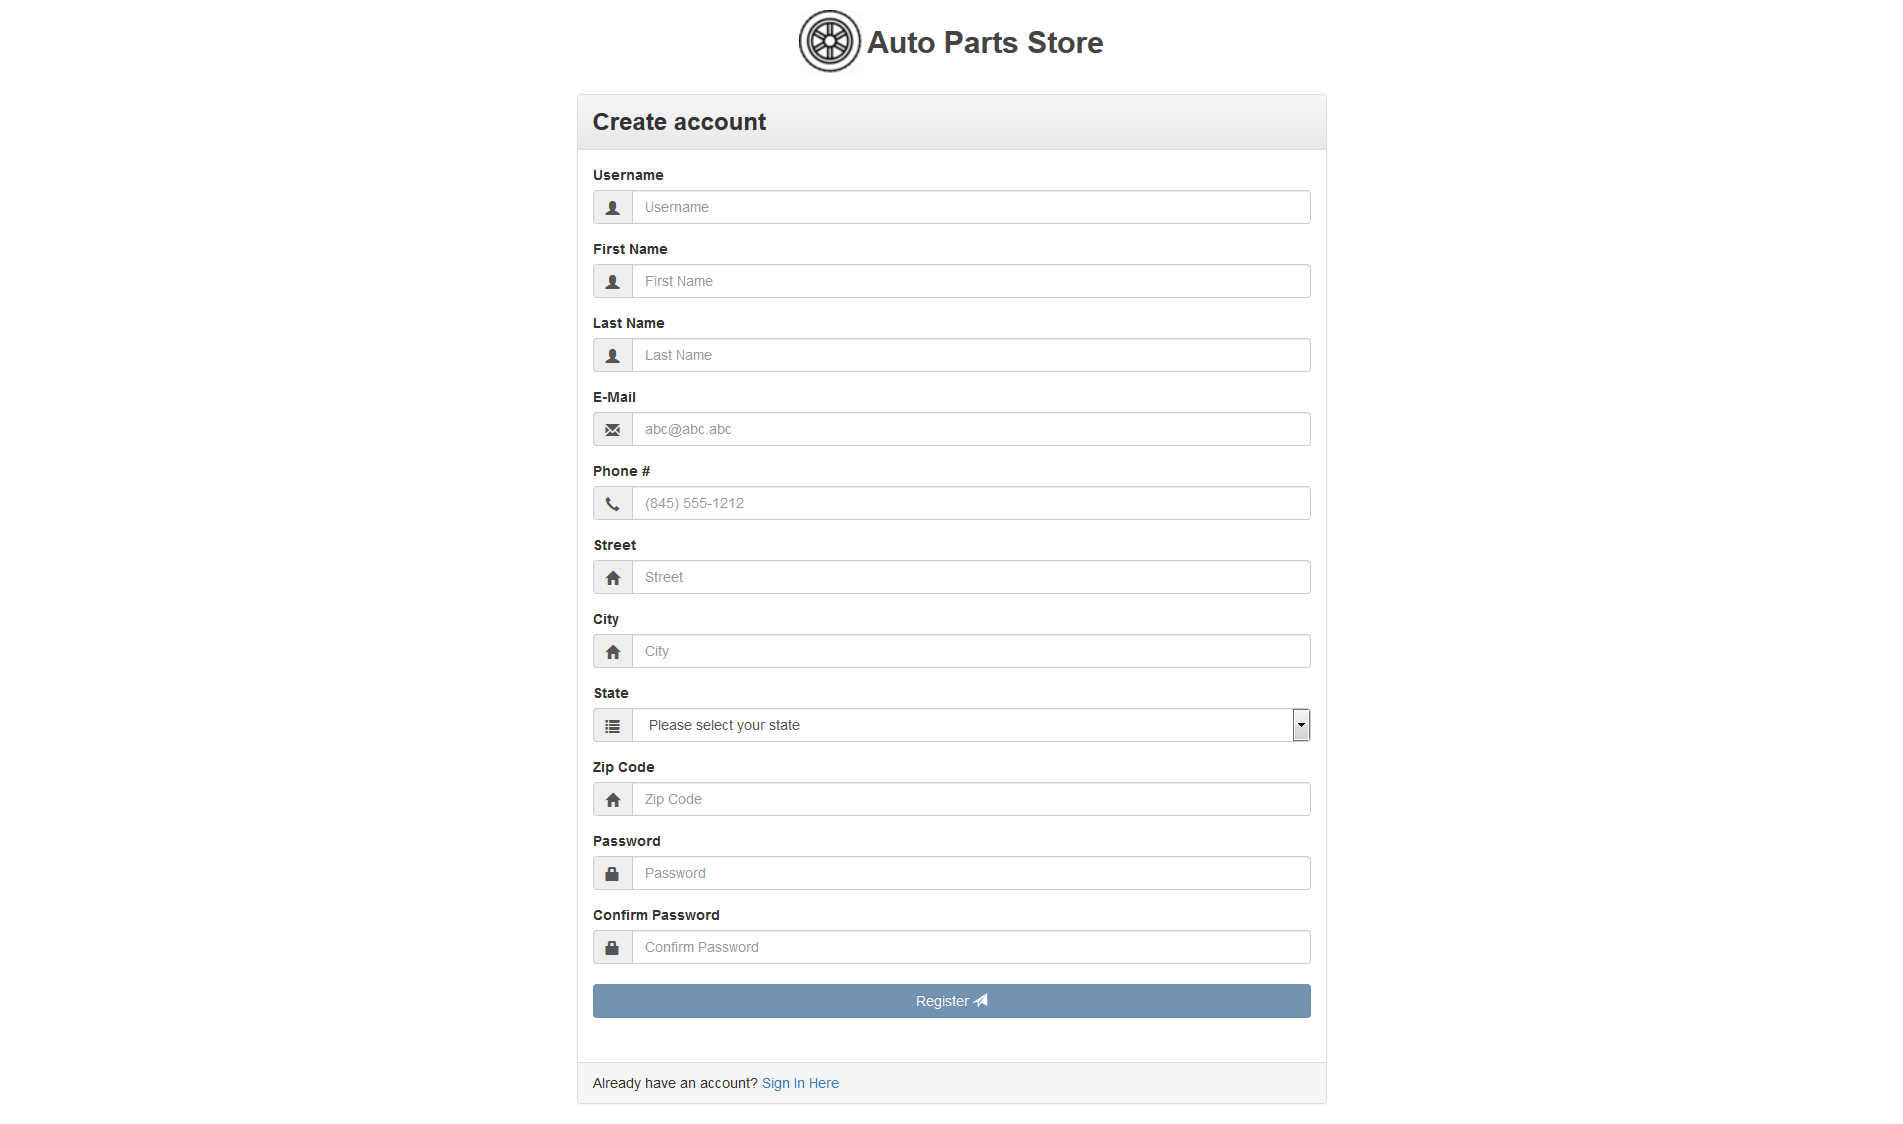 Auto Parts Store
Create account
Username
Username
First Name
First Name
Last Name
Last Name
E-Mail
abc@abc.abc
Phone #
(845) 555-1212
Street
Street
City
City
State
Please select your state
Zip Code
Zip Code
Password
Password
Confirm Password
Confirm Password
Register
Already have an account? Sign In Here